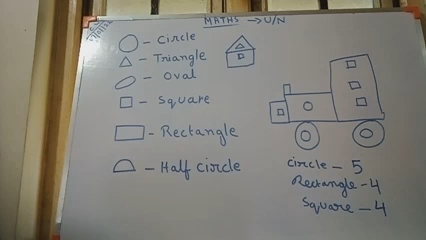 MATHS → U/N
- Circle
- Triangle
- Oval
- Square
- Rectangle
- Half circle
Circle - 5
Rectangle - 4
Square - 4